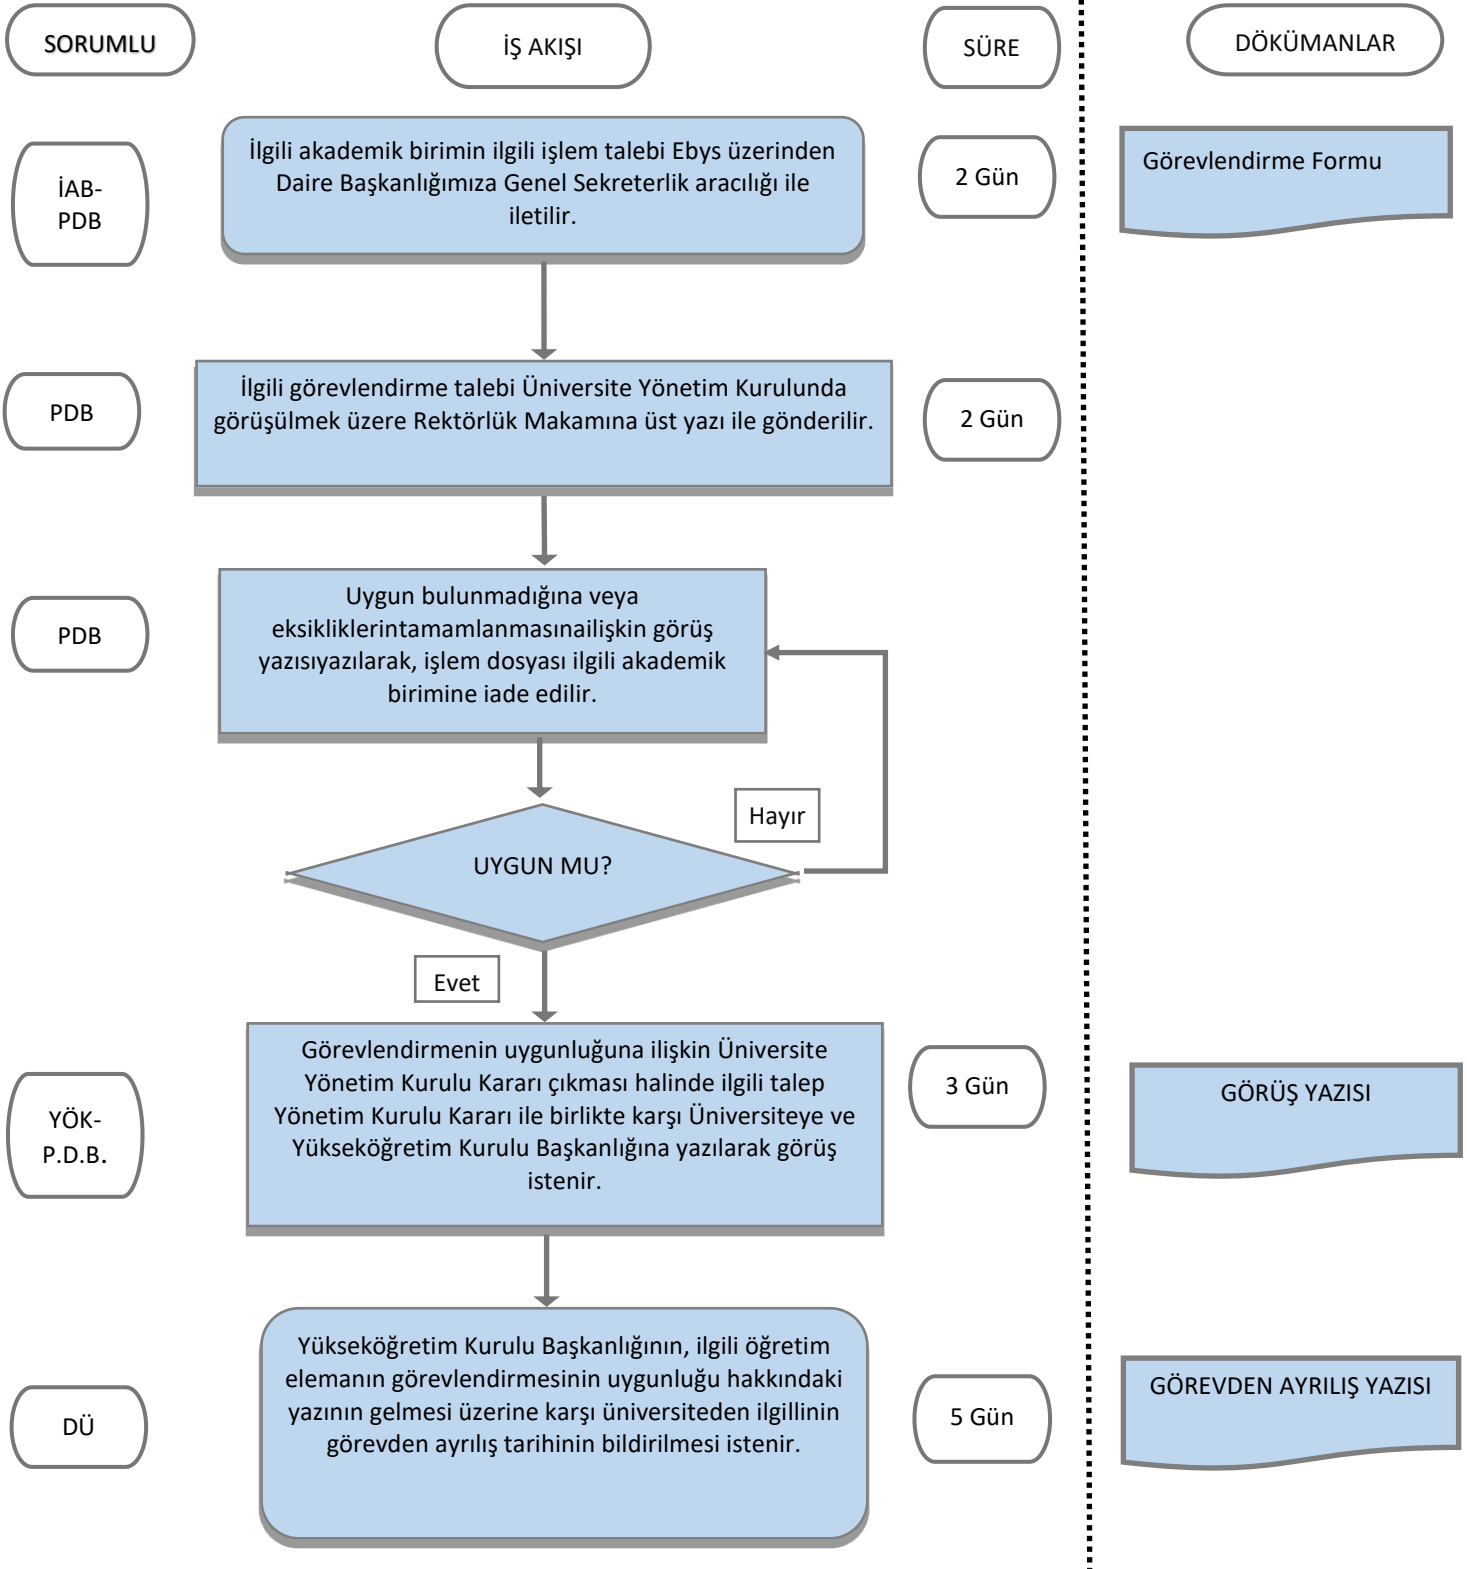 SORUMLU
İŞ AKIŞI
SÜRE
DÖKÜMANLAR
İAB-
PDB
İlgili akademik birimin ilgili işlem talebi Ebys üzerinden
Daire Başkanlığımıza Genel Sekreterlik aracılığı ile
iletilir.
2 Gün
Görevlendirme Formu
PDB
İlgili görevlendirme talebi Üniversite Yönetim Kurulunda
görüşülmek üzere Rektörlük Makamına üst yazı ile gönderilir.
2 Gün
PDB
Uygun bulunmadığına veya
eksikliklerintamamlanmasınailişkin görüş
yazısıyazılarak, işlem dosyası ilgili akademik
birimine iade edilir.
Hayır
UYGUN MU?
Evet
YÖK-
P.D.B.
Görevlendirmenin uygunluğuna ilişkin Üniversite
Yönetim Kurulu Kararı çıkması halinde ilgili talep
Yönetim Kurulu Kararı ile birlikte karşı Üniversiteye ve
Yükseköğretim Kurulu Başkanlığına yazılarak görüş
istenir.
3 Gün
GÖRÜŞ YAZISI
DÜ
Yükseköğretim Kurulu Başkanlığının, ilgili öğretim
elemanın görevlendirmesinin uygunluğu hakkındaki
yazının gelmesi üzerine karşı üniversiteden ilgillinin
görevden ayrılış tarihinin bildirilmesi istenir.
5 Gün
GÖREVDEN AYRILIŞ YAZISI